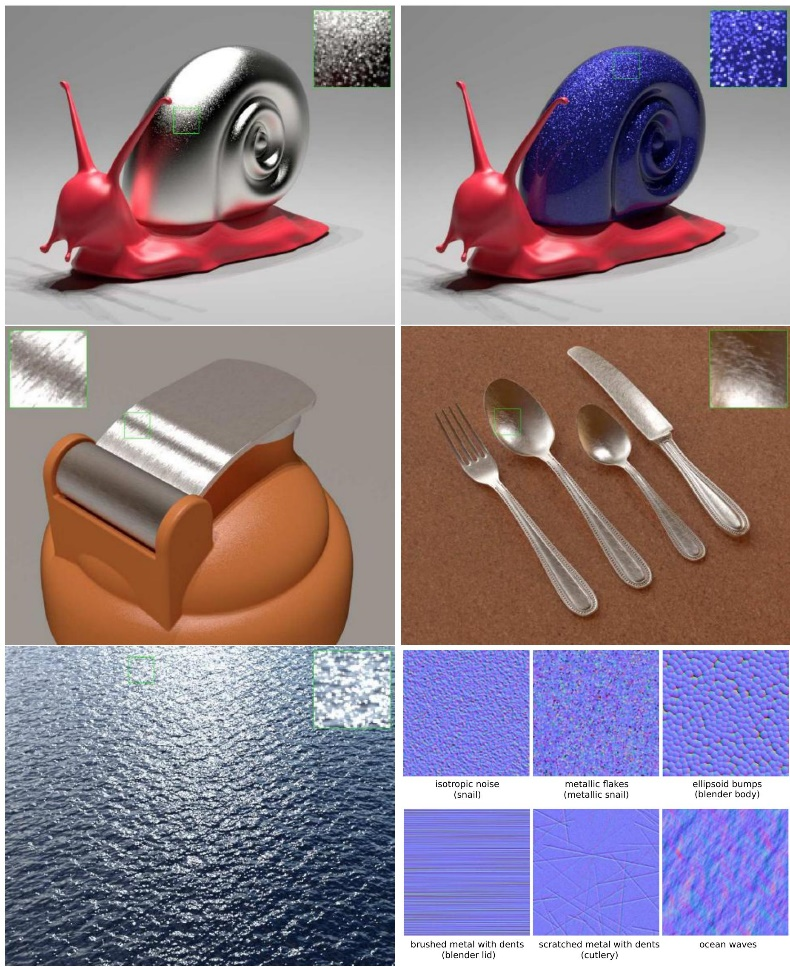 isotropic noise
(snail)
metallic flakes
(metallic snail)
ellipsoid bumps
(blender body)
brushed metal with dents
(blender lid)
scratched metal with dents
(cutlery)
ocean waves